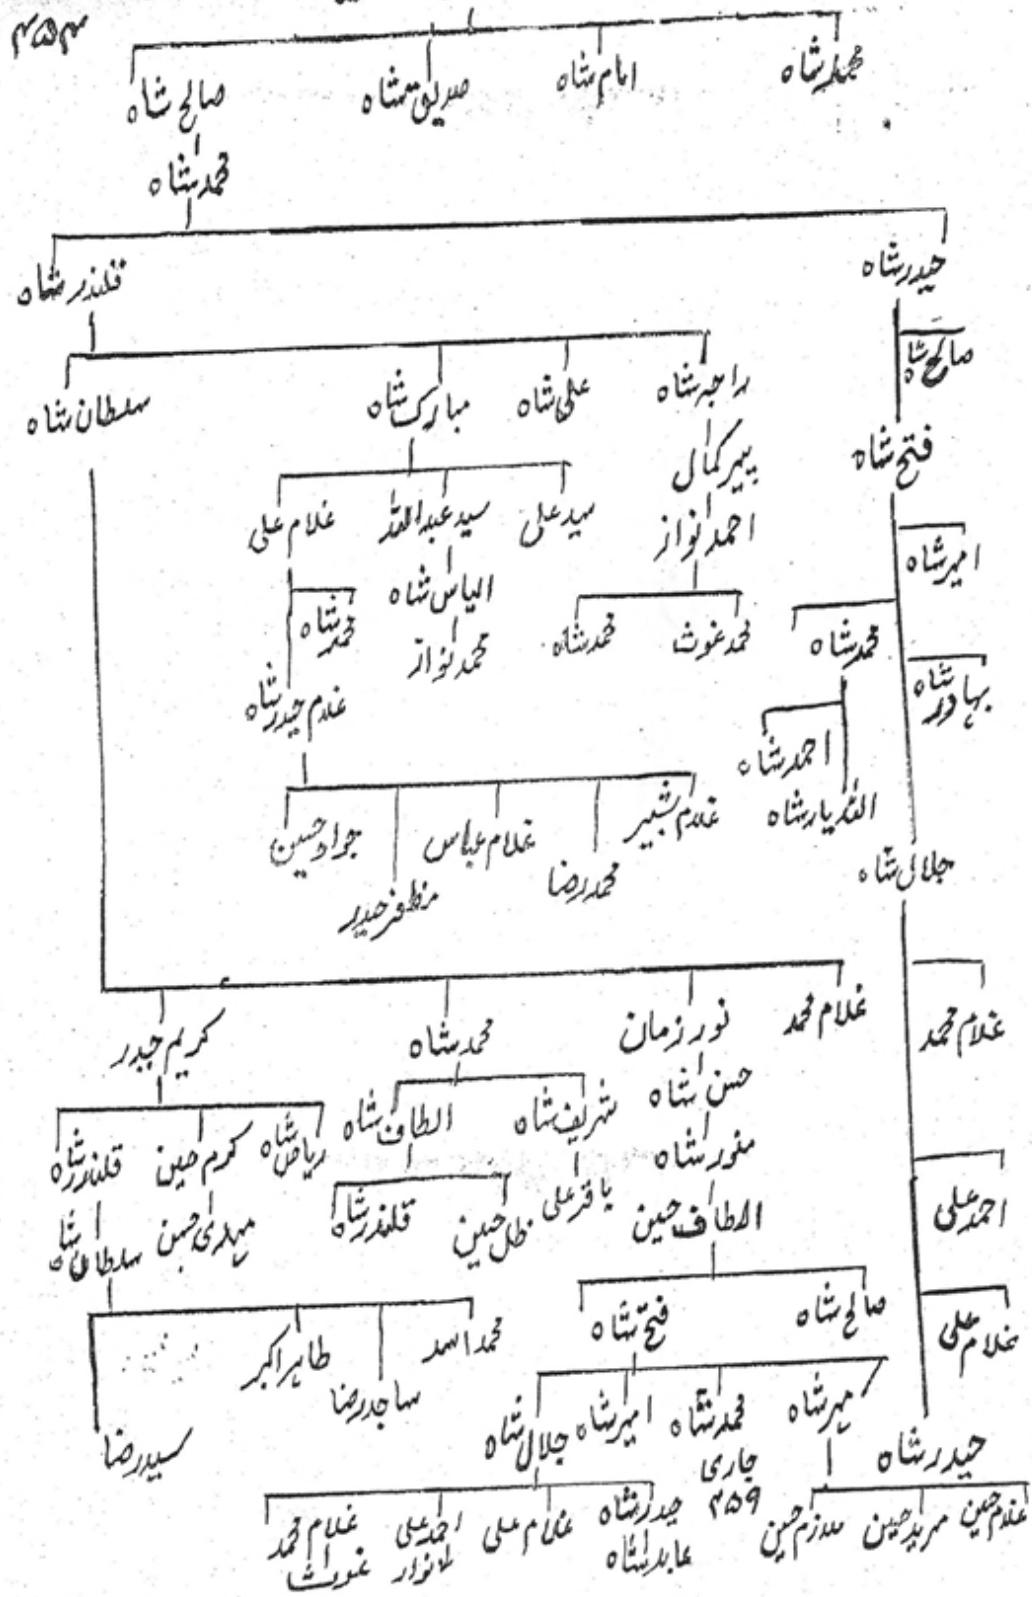 ۴۵۴
محمد شاہ امام شاہ صدیق شاہ صالح شاہ
محمد شاہ
حیدر شاہ قلندر شاہ
صالح شاہ
راجہ شاہ علی شاہ مبارک شاہ سلطان شاہ
فتح شاہ
پیر کمال
سید علی سید عبداللہ غلام علی
احمد نواز
امیر شاہ
الیاس شاہ محمد شاہ
محمد شاہ محمد غوث محمد شاہ محمد نواز
بہادر شاہ
غلام حیدر شاہ
احمد شاہ
اللہ یار شاہ
غلام شبیر محمد رضا غلام عباس مظفر حیدر جواد حسین
جلال شاہ
غلام محمد
غلام محمد نور زمان محمد شاہ کریم حیدر
حسن شاہ
شریف شاہ الطاف شاہ
ریاض شاہ کرم حسین قلندر شاہ
منور شاہ
احمد علی
الطاف حسین باقر علی ظل حسین قلندر شاہ
مہدی حسن سلطان شاہ
صالح شاہ فتح شاہ
غلام علی
محمد اسد ساجد رضا طاہر اکبر سید رضا
مہر شاہ محمد شاہ امیر شاہ جلال شاہ
جاری
۴۵۹
حیدر شاہ
غلام حسین مرید حسین ملازم حسین
حیدر شاہ غلام علی احمد علی غلام محمد
عابد شاہ انوار غوث شاہ